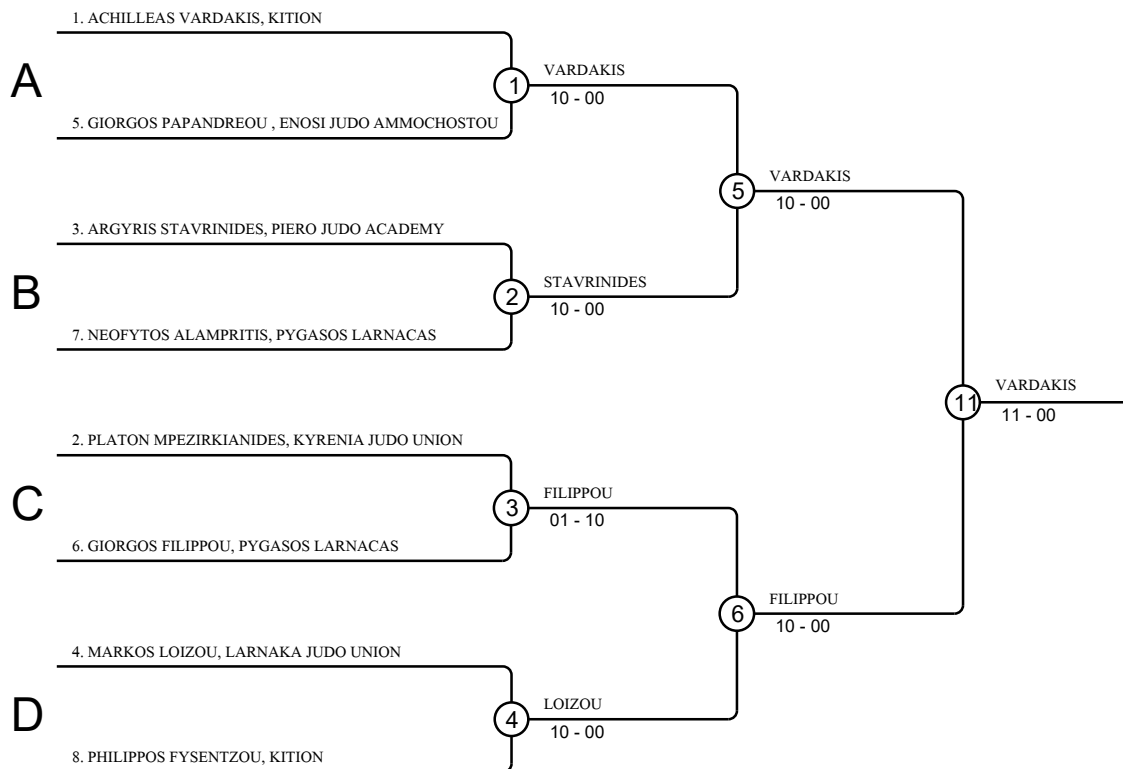 1. ACHILLEAS VARDAKIS, KITION
A
1
VARDAKIS
10 - 00
5. GIORGOS PAPANDREOU , ENOSI JUDO AMMOCHOSTOU
5
VARDAKIS
10 - 00
3. ARGYRIS STAVRINIDES, PIERO JUDO ACADEMY
B
2
STAVRINIDES
10 - 00
7. NEOFYTOS ALAMPRITIS, PYGASOS LARNACAS
11
VARDAKIS
11 - 00
2. PLATON MPEZIRKIANIDES, KYRENIA JUDO UNION
C
3
FILIPPOU
01 - 10
6. GIORGOS FILIPPOU, PYGASOS LARNACAS
6
FILIPPOU
10 - 00
4. MARKOS LOIZOU, LARNAKA JUDO UNION
D
4
LOIZOU
10 - 00
8. PHILIPPOS FYSENTZOU, KITION